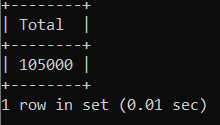 +--------+
| Total  |
+--------+
| 105000 |
+--------+
1 row in set (0.01 sec)